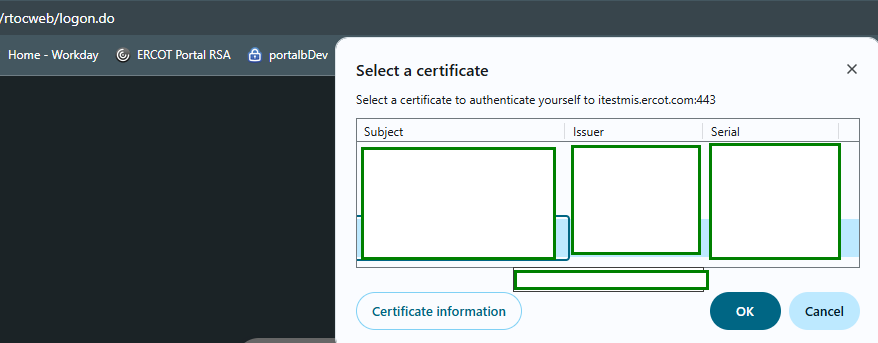 /rtocweb/logon.do
Home - Workday ERCOT Portal RSA portalbDev
Select a certificate
Select a certificate to authenticate yourself to itestmis.ercot.com:443
Subject Issuer Serial
Certificate information OK Cancel